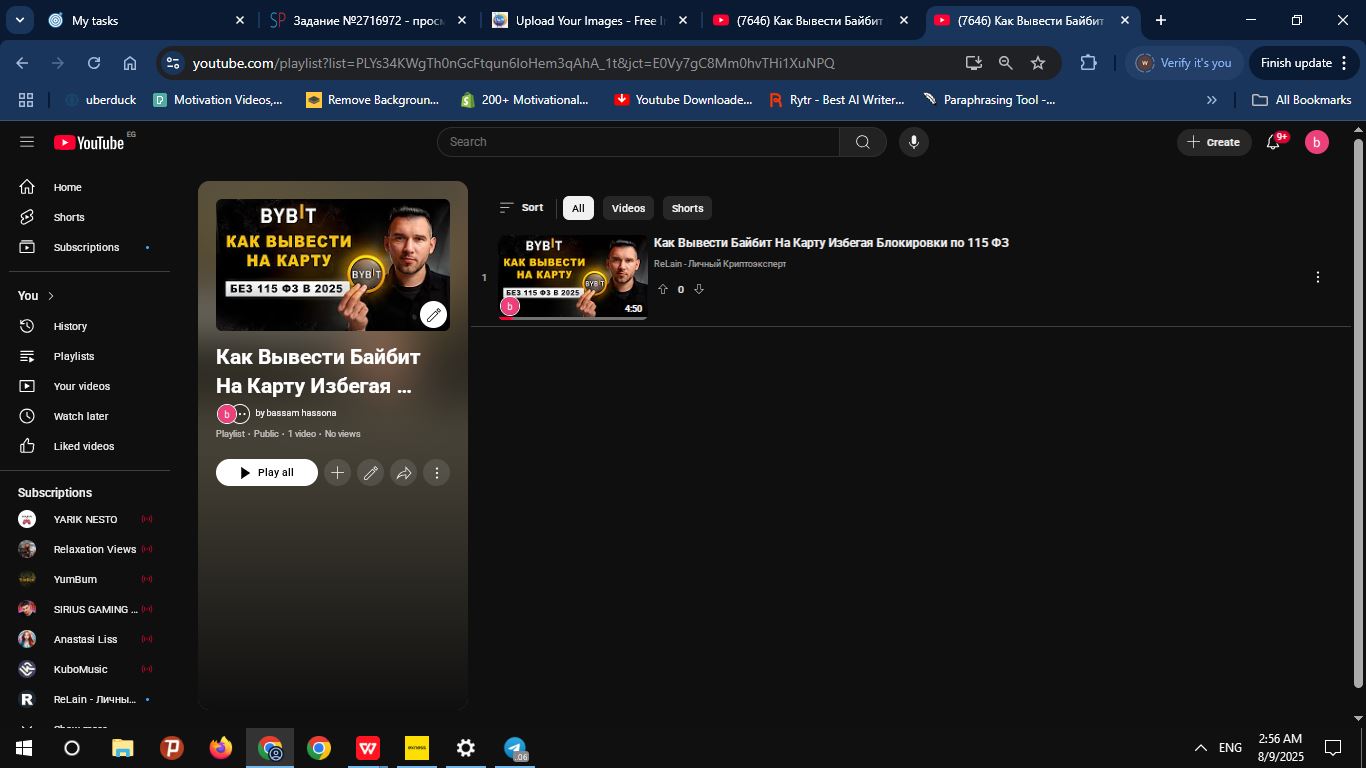 My tasks
Задание №2716972 - просм
Upload Your Images - Free I
(7646) Как Вывести Байбит
(7646) Как Вывести Байбит
youtube.com/playlist?list=PLYs34KWgTh0nGcFtqun6IoHem3qAhA_1t&jct=E0Vy7gC8Mm0hvTHi1XuNPQ
Verify it's you
Finish update
uberduck
Motivation Videos,...
Remove Backgroun...
200+ Motivational...
Youtube Downloade...
Rytr - Best AI Writer...
Paraphrasing Tool -...
All Bookmarks
YouTube EG
Search
Create
9+
b
Home
Shorts
Subscriptions
You
History
Playlists
Your videos
Watch later
Liked videos
Subscriptions
YARIK NESTO
Relaxation Views
YumBum
SIRIUS GAMING ...
Anastasi Liss
KuboMusic
R
ReLain - Личны...
BYBIT
КАК ВЫВЕСТИ
НА КАРТУ
BYBIT
БЕЗ 115 ФЗ В 2025
Как Вывести Байбит
На Карту Избегая ...
b
by bassam hassona
Playlist • Public • 1 video • No views
Play all
Sort
All
Videos
Shorts
1
BYBIT
КАК ВЫВЕСТИ
НА КАРТУ
BYBIT
БЕЗ 115 ФЗ В 2025
b
4:50
Как Вывести Байбит На Карту Избегая Блокировки по 115 ФЗ
ReLain - Личный Криптоэксперт
0
exness
.06
ENG
2:56 AM
8/9/2025